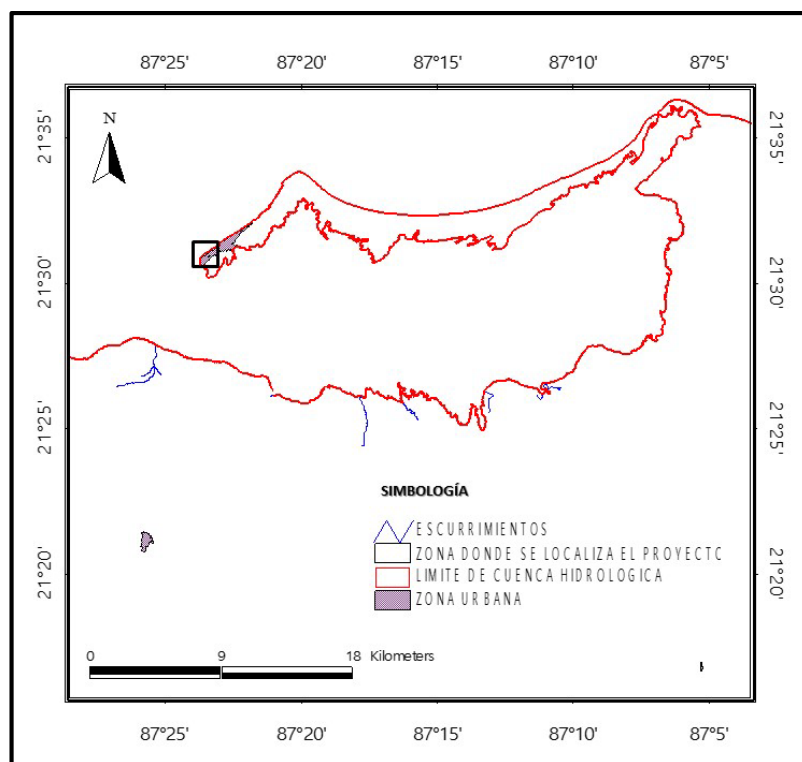 87°25' 87°20' 87°15' 87°10' 87°5'
N
21°35' 21°35'
21°30' 21°30'
21°25' 21°25'
SIMBOLOGÍA
ESCURRIMIENTOS
ZONA DONDE SE LOCALIZA EL PROYECTC
LIMITE DE CUENCA HIDROLOGICA
ZONA URBANA
21°20' 21°20'
0 9 18 Kilometers
87°25' 87°20' 87°15' 87°10' 87°5'